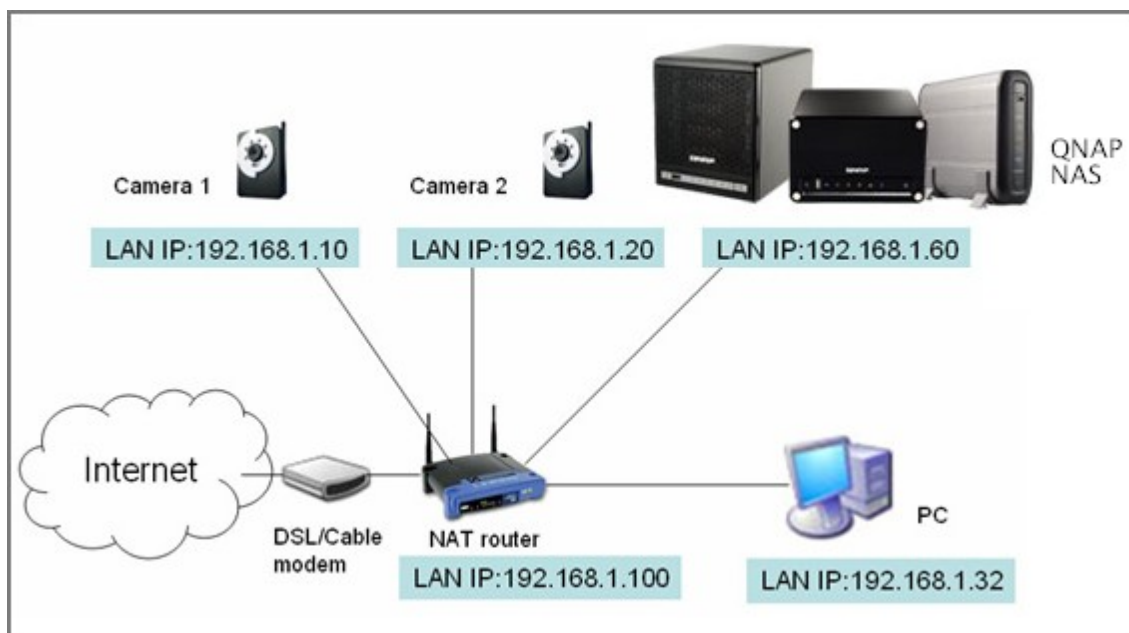 Camera 1
Camera 2
QNAP
NAS
LAN IP:192.168.1.10
LAN IP:192.168.1.20
LAN IP:192.168.1.60
Internet
DSL/Cable
modem
NAT router
PC
LAN IP:192.168.1.100
LAN IP:192.168.1.32